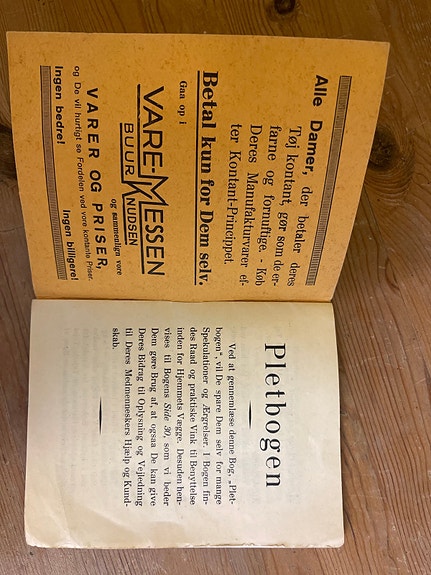 Alle Damer, der betaler deres
Tøj kontant, gør som de er-
farne og fornuftige. - Køb
Deres Manufakturvarer ef-
ter Kontant-Princippet.
Betal kun for Dem selv.
Gaa op i
VARE-MESSEN
BUUR KNUDSEN
og sammenlign vore
VARER OG PRISER,
og De vil hurtigt se Fordelen ved vore kontante Priser.
Ingen bedre! Ingen billigere!
Pletbogen
Ved at gennemlæse denne Bog, „Plet-
bogen“, vil De spare Dem selv for mange
Spekulationer og Ærgrelser. I Bogen fin-
des Raad og praktiske Vink til Benyttelse
inden for Hjemmets Vægge. Desuden hen-
vises til Bogens Side 30, som vi beder
Dem gøre Brug af, at ogsaa De kan give
Deres Bidrag til Oplysning og Vejledning
til Deres Medmenneskers Hjælp og Kund-
skab.